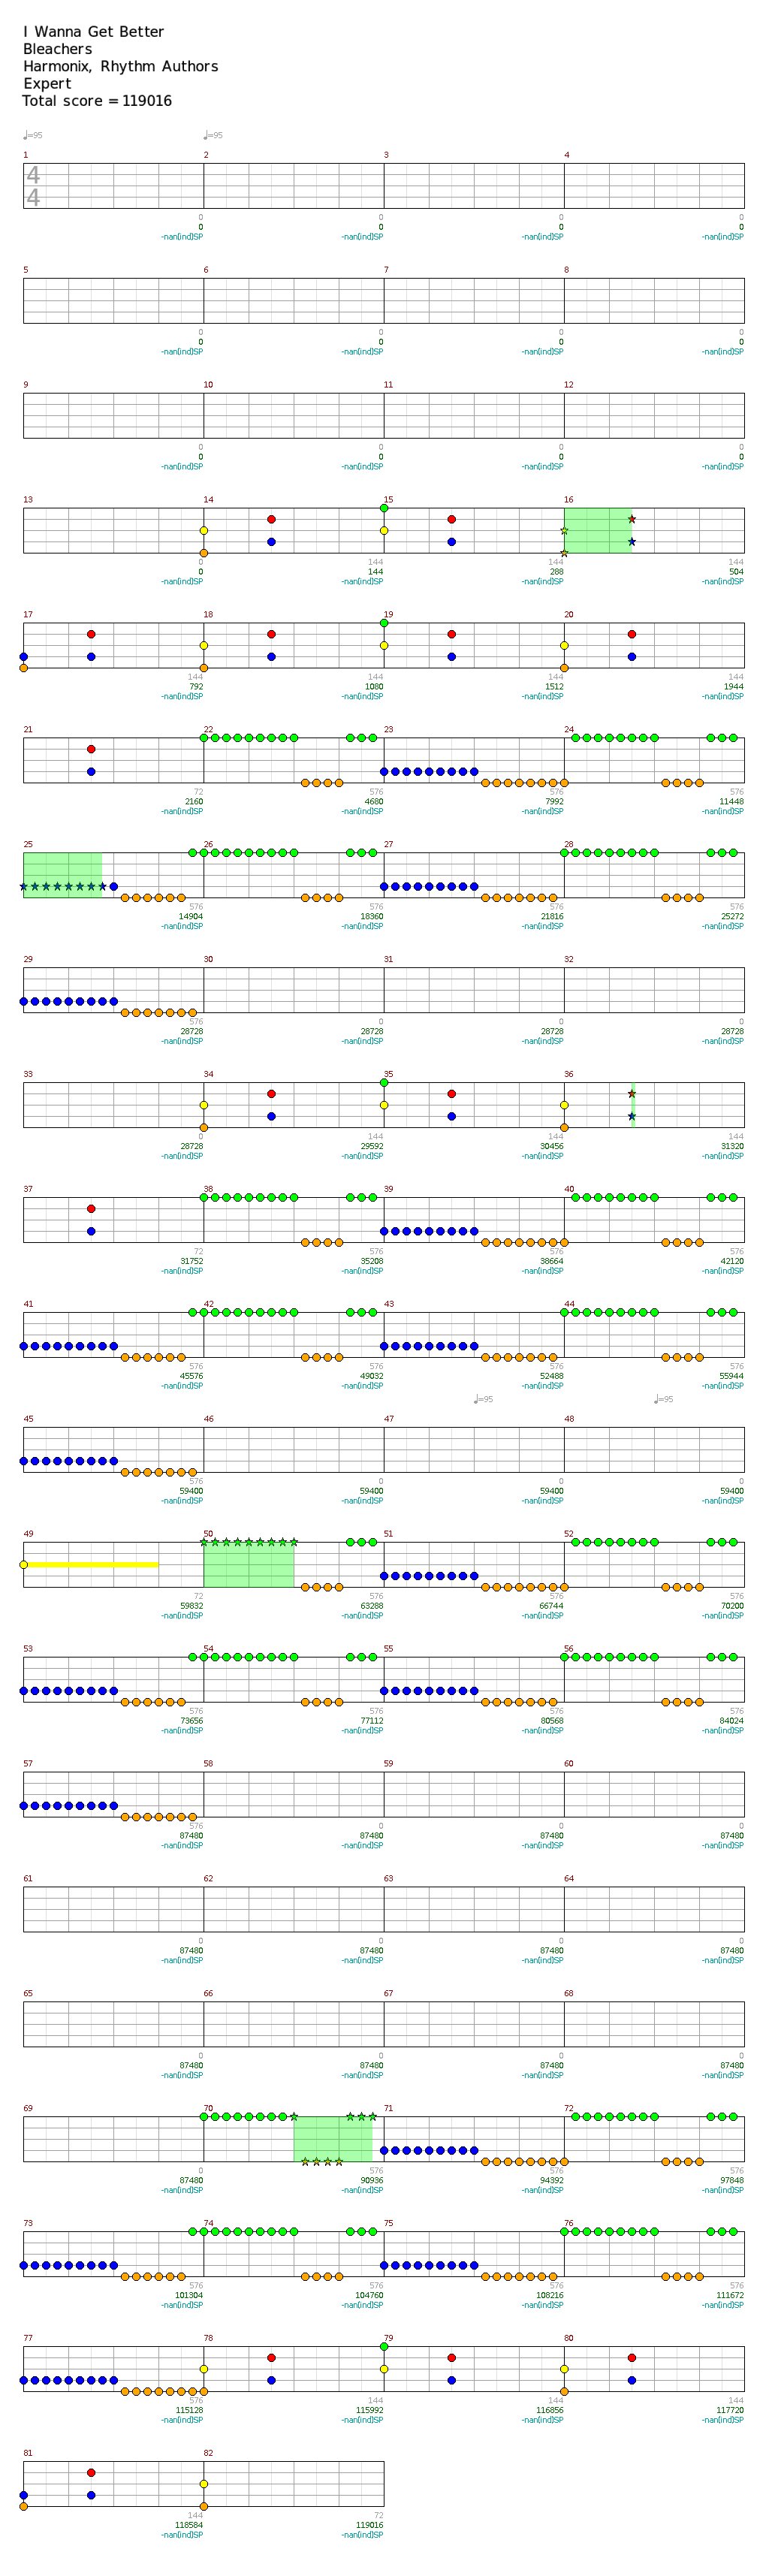 I Wanna Get Better
Bleachers
Harmonix, Rhythm Authors
Expert
Total score = 119016
♩=95 ♩=95
1 2 3 4
4
4
0 0 0 0
0 0 0 0
-nan(ind)SP -nan(ind)SP -nan(ind)SP -nan(ind)SP
5 6 7 8
0 0 0 0
0 0 0 0
-nan(ind)SP -nan(ind)SP -nan(ind)SP -nan(ind)SP
9 10 11 12
0 0 0 0
0 0 0 0
-nan(ind)SP -nan(ind)SP -nan(ind)SP -nan(ind)SP
13 14 15 16
0 144 144 144
0 144 288 504
-nan(ind)SP -nan(ind)SP -nan(ind)SP -nan(ind)SP
17 18 19 20
144 144 144 144
792 1080 1512 1944
-nan(ind)SP -nan(ind)SP -nan(ind)SP -nan(ind)SP
21 22 23 24
72 576 576 576
2160 4680 7992 11448
-nan(ind)SP -nan(ind)SP -nan(ind)SP -nan(ind)SP
25 26 27 28
576 576 576 576
14904 18360 21816 25272
-nan(ind)SP -nan(ind)SP -nan(ind)SP -nan(ind)SP
29 30 31 32
576 0 0 0
28728 28728 28728 28728
-nan(ind)SP -nan(ind)SP -nan(ind)SP -nan(ind)SP
33 34 35 36
0 144 144 144
28728 29592 30456 31320
-nan(ind)SP -nan(ind)SP -nan(ind)SP -nan(ind)SP
37 38 39 40
72 576 576 576
31752 35208 38664 42120
-nan(ind)SP -nan(ind)SP -nan(ind)SP -nan(ind)SP
41 42 43 44
576 576 576 576
45576 49032 52488 55944
-nan(ind)SP -nan(ind)SP -nan(ind)SP -nan(ind)SP
♩=95 ♩=95
45 46 47 48
576 0 0 0
59400 59400 59400 59400
-nan(ind)SP -nan(ind)SP -nan(ind)SP -nan(ind)SP
49 50 51 52
72 576 576 576
59832 63288 66744 70200
-nan(ind)SP -nan(ind)SP -nan(ind)SP -nan(ind)SP
53 54 55 56
576 576 576 576
73656 77112 80568 84024
-nan(ind)SP -nan(ind)SP -nan(ind)SP -nan(ind)SP
57 58 59 60
576 0 0 0
87480 87480 87480 87480
-nan(ind)SP -nan(ind)SP -nan(ind)SP -nan(ind)SP
61 62 63 64
0 0 0 0
87480 87480 87480 87480
-nan(ind)SP -nan(ind)SP -nan(ind)SP -nan(ind)SP
65 66 67 68
0 0 0 0
87480 87480 87480 87480
-nan(ind)SP -nan(ind)SP -nan(ind)SP -nan(ind)SP
69 70 71 72
0 576 576 576
87480 90936 94392 97848
-nan(ind)SP -nan(ind)SP -nan(ind)SP -nan(ind)SP
73 74 75 76
576 576 576 576
101304 104760 108216 111672
-nan(ind)SP -nan(ind)SP -nan(ind)SP -nan(ind)SP
77 78 79 80
576 144 144 144
115128 115992 116856 117720
-nan(ind)SP -nan(ind)SP -nan(ind)SP -nan(ind)SP
81 82
144 72
118584 119016
-nan(ind)SP -nan(ind)SP